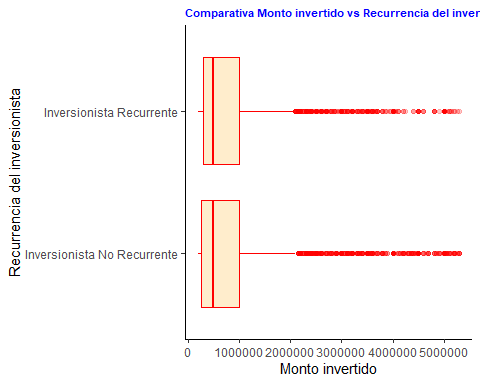 Comparativa Monto invertido vs Recurrencia del inver
Recurrencia del inversionista
Inversionista Recurrente
Inversionista No Recurrente
0 1000000 2000000 3000000 4000000 5000000
Monto invertido